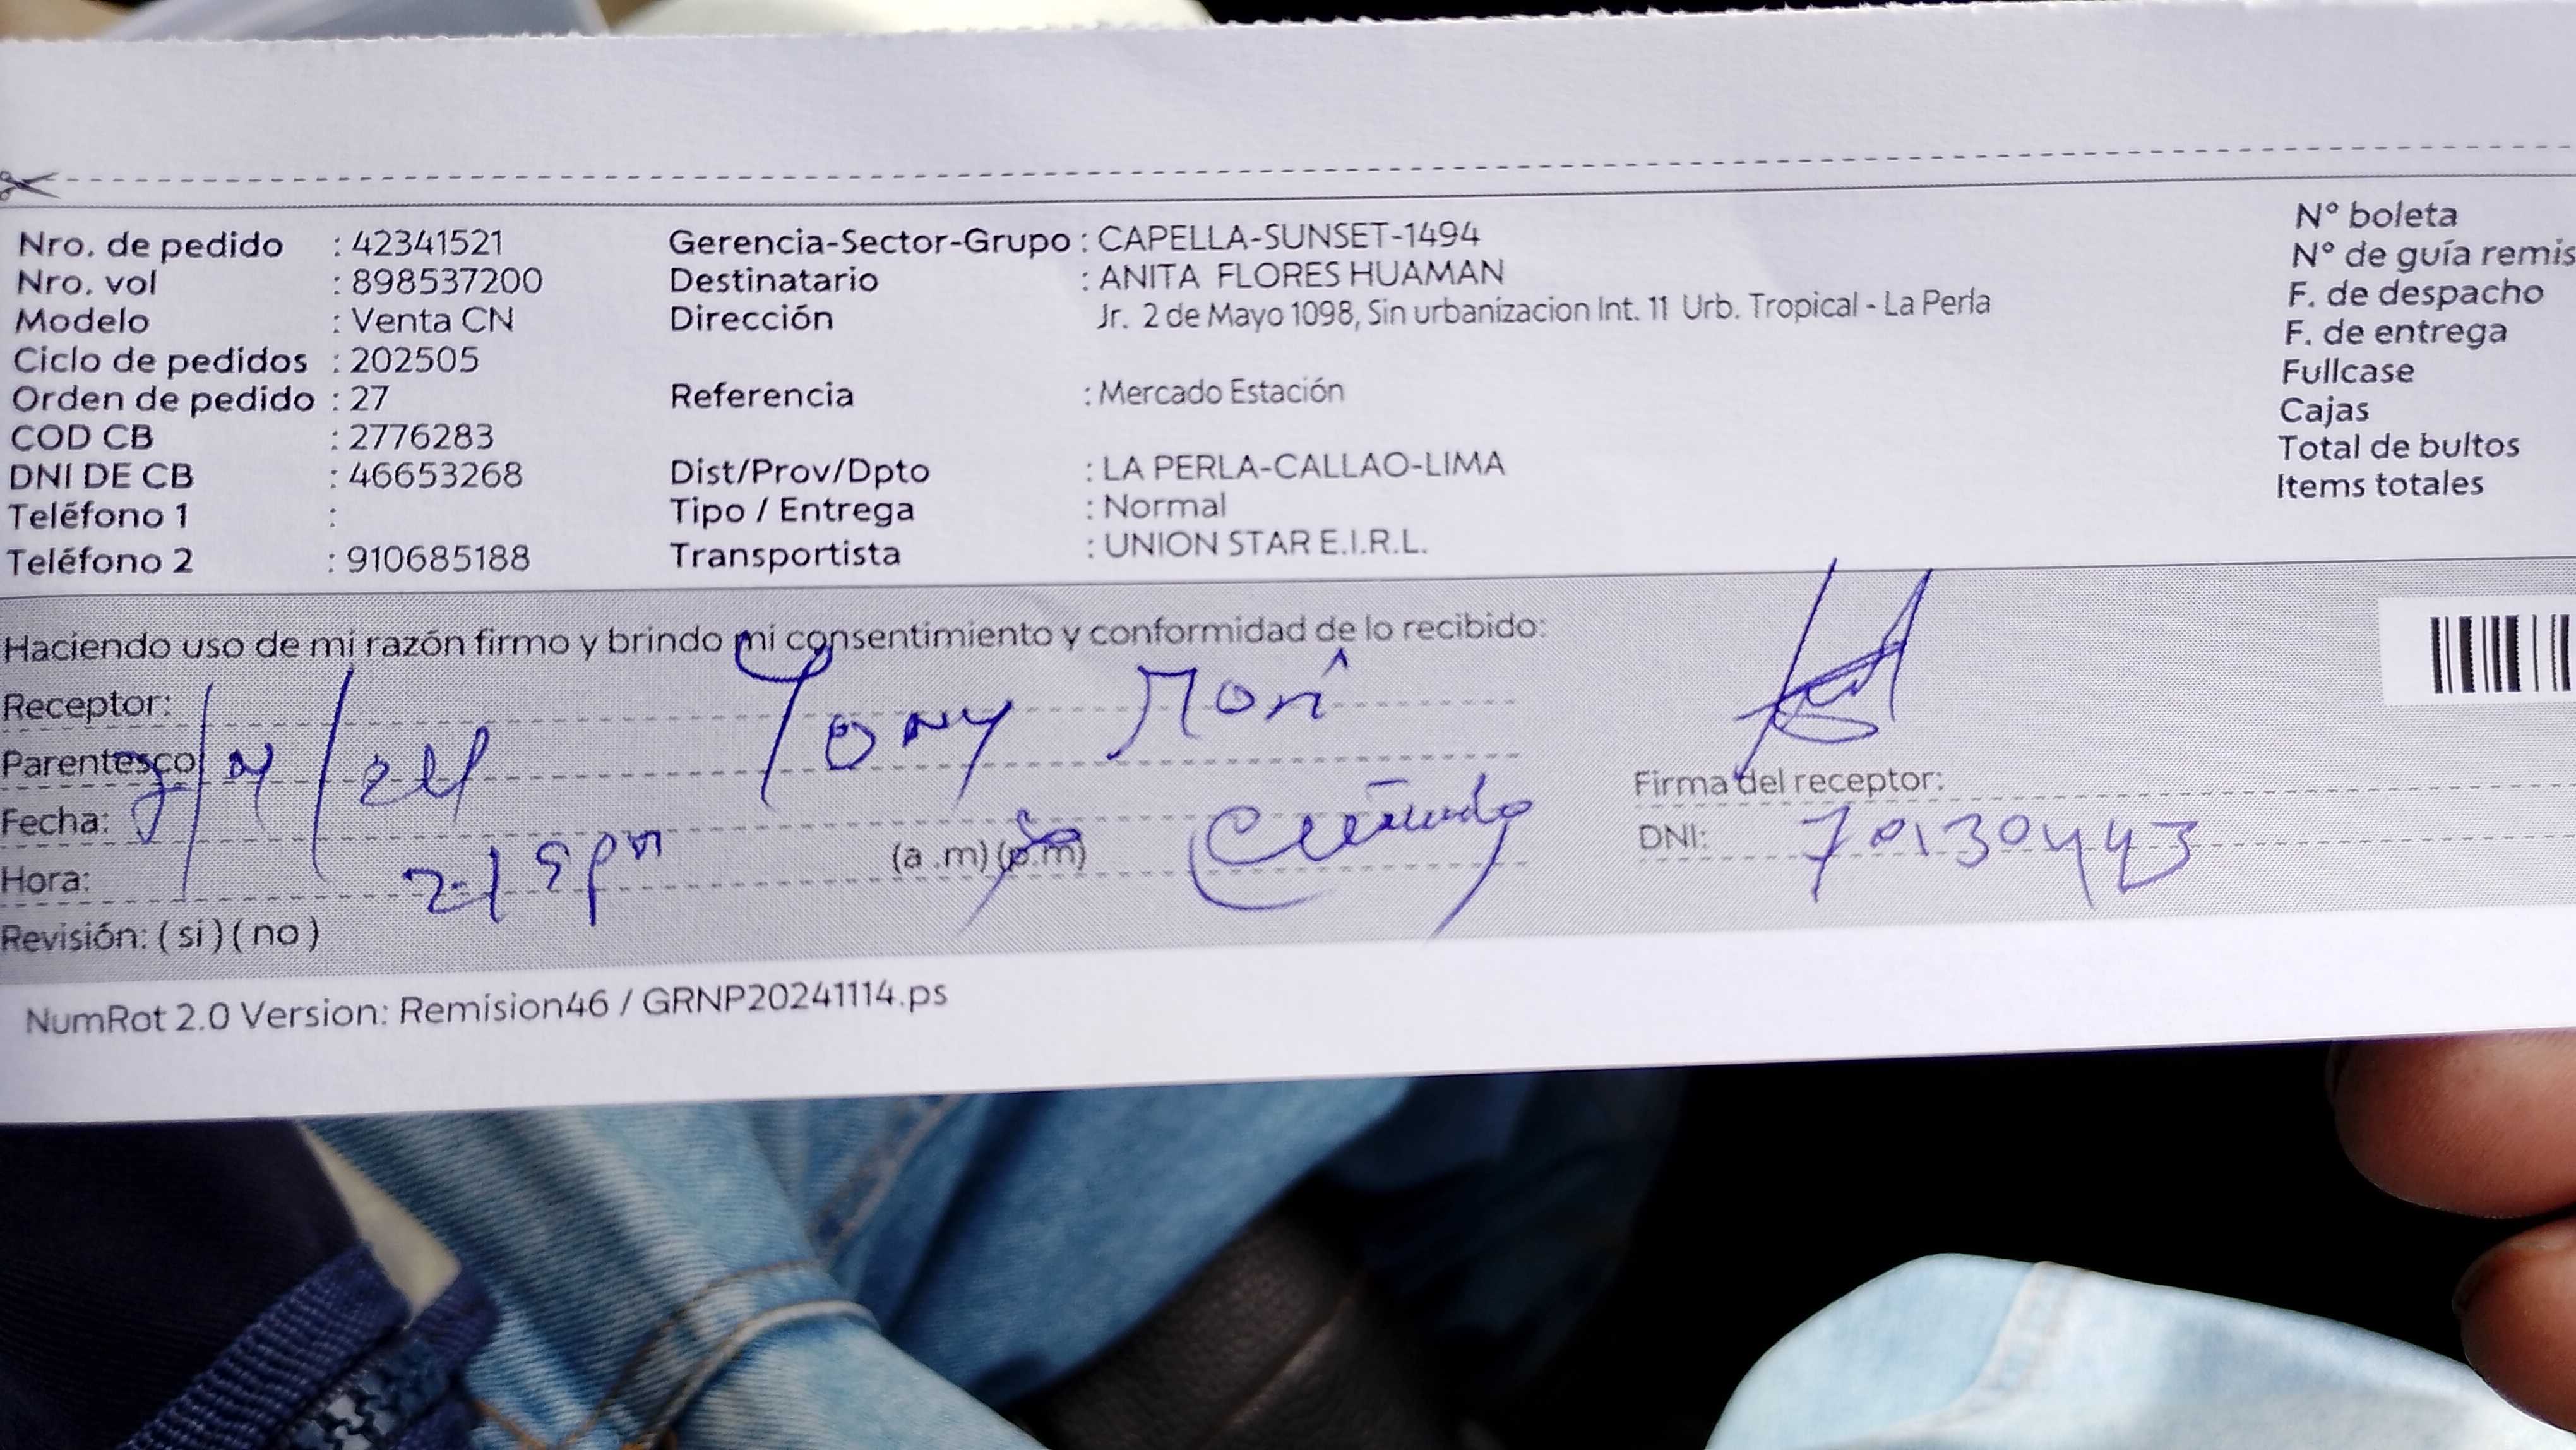 Nro. de pedido : 42341521
Nro. vol : 898537200
Modelo : Venta CN
Ciclo de pedidos : 202505
Orden de pedido : 27
COD CB : 2776283
DNI DE CB : 46653268
Teléfono 1 :
Teléfono 2 : 910685188
Gerencia-Sector-Grupo : CAPELLA-SUNSET-1494
Destinatario : ANITA FLORES HUAMAN
Dirección Jr. 2 de Mayo 1098, Sin urbanizacion Int. 11 Urb. Tropical - La Perla
Referencia : Mercado Estación
Dist/Prov/Dpto : LA PERLA-CALLAO-LIMA
Tipo / Entrega : Normal
Transportista : UNION STAR E.I.R.L.
N° boleta
N° de guía remis
F. de despacho
F. de entrega
Fullcase
Cajas
Total de bultos
Items totales
Haciendo uso de mi razón firmo y brindo mi consentimiento y conformidad de lo recibido:
Receptor: Tony Mori
Parentesco
Fecha:
Hora: 215pm (a.m)(p.m)
Revisión: (si)(no)
Firma del receptor:
DNI: 70130443
NumRot 2.0 Version: Remision46 / GRNP20241114.ps